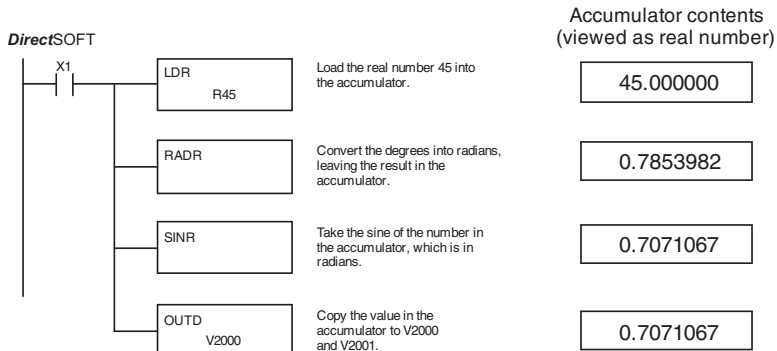 Accumulator contents
(viewed as real number)
DirectSOFT
X1
LDR
R45
Load the real number 45 into
the accumulator.
45.000000
RADR
Convert the degrees into radians,
leaving the result in the
accumulator.
0.7853982
SINR
Take the sine of the number in
the accumulator, which is in
radians.
0.7071067
OUTD
V2000
Copy the value in the
accumulator to V2000
and V2001.
0.7071067